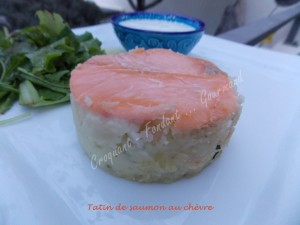 Croquant - Fondant ... Gourmand
Tatin de saumon au chèvre